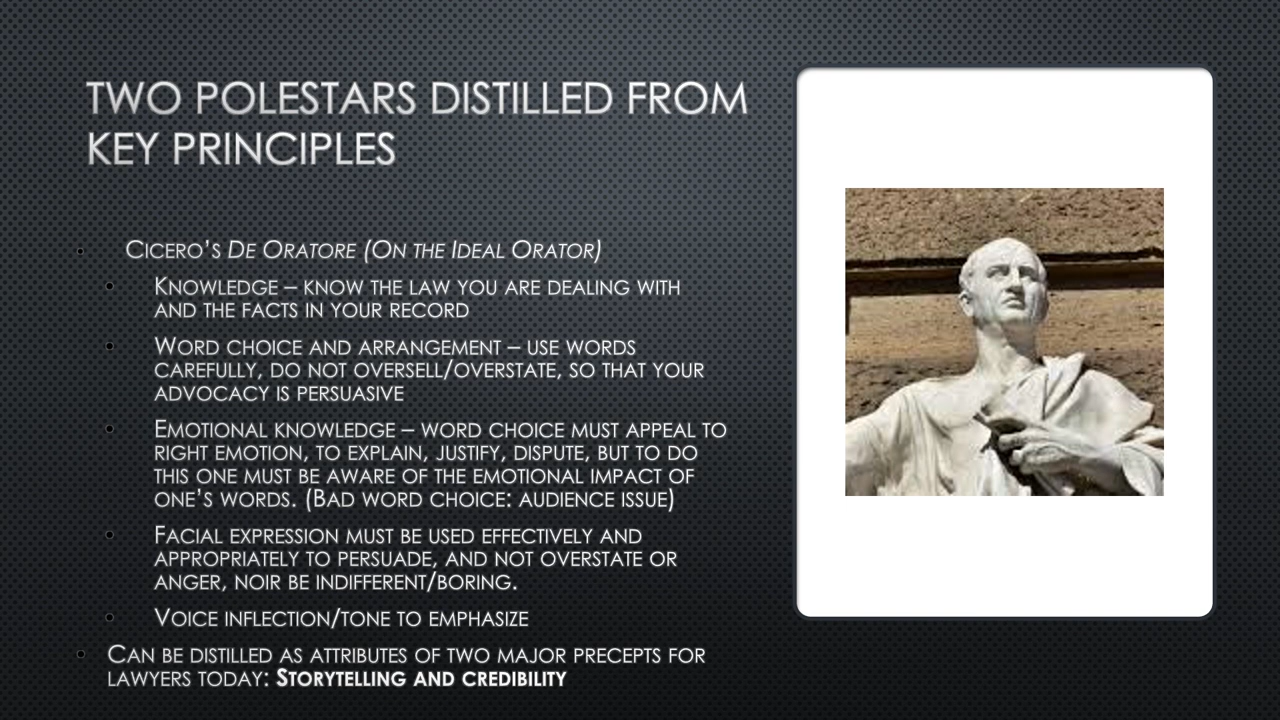 TWO POLESTARS DISTILLED FROM
KEY PRINCIPLES
• CICERO'S DE ORATORE (ON THE IDEAL ORATOR)
• KNOWLEDGE – KNOW THE LAW YOU ARE DEALING WITH
AND THE FACTS IN YOUR RECORD
• WORD CHOICE AND ARRANGEMENT – USE WORDS
CAREFULLY, DO NOT OVERSELL/OVERSTATE, SO THAT YOUR
ADVOCACY IS PERSUASIVE
• EMOTIONAL KNOWLEDGE – WORD CHOICE MUST APPEAL TO
RIGHT EMOTION, TO EXPLAIN, JUSTIFY, DISPUTE, BUT TO DO
THIS ONE MUST BE AWARE OF THE EMOTIONAL IMPACT OF
ONE'S WORDS. (BAD WORD CHOICE: AUDIENCE ISSUE)
• FACIAL EXPRESSION MUST BE USED EFFECTIVELY AND
APPROPRIATELY TO PERSUADE, AND NOT OVERSTATE OR
ANGER, NOIR BE INDIFFERENT/BORING.
• VOICE INFLECTION/TONE TO EMPHASIZE
• CAN BE DISTILLED AS ATTRIBUTES OF TWO MAJOR PRECEPTS FOR
LAWYERS TODAY: STORYTELLING AND CREDIBILITY